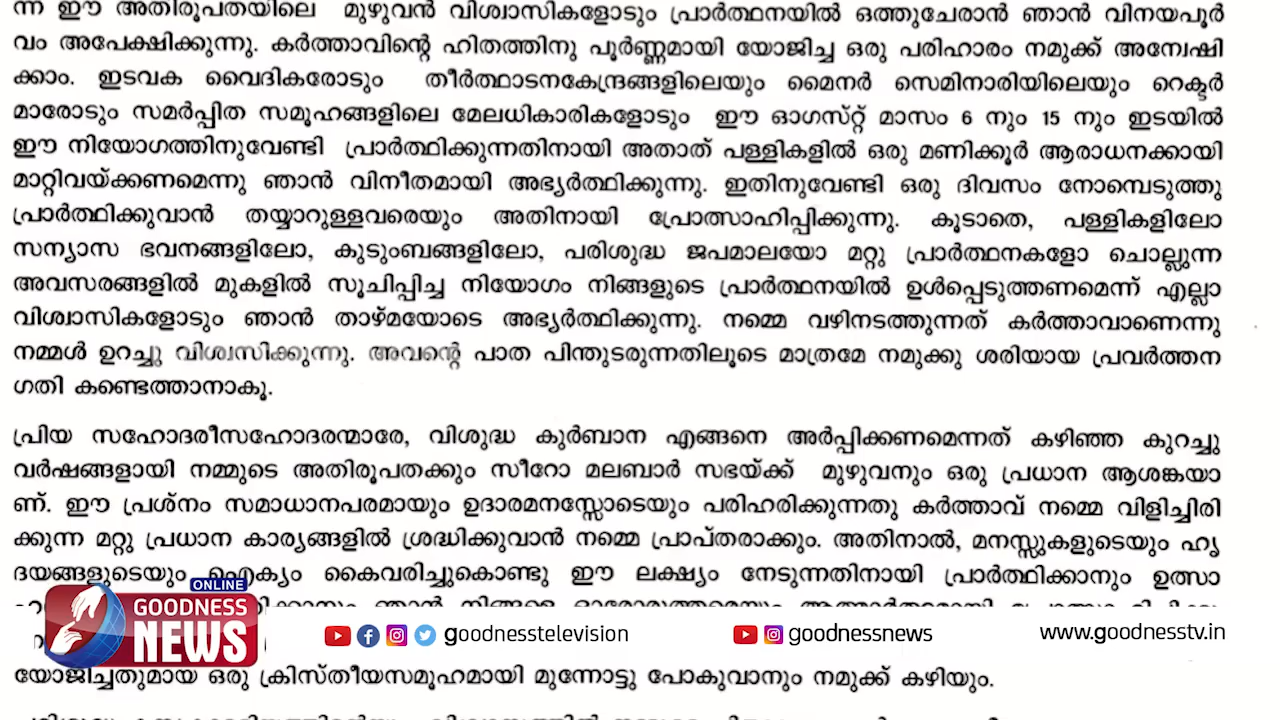 ന്ന ഈ അതിരൂപതയിലെ മുഴുവൻ വിശ്വാസികളോടും പ്രാർത്ഥനയിൽ ഒത്തുചേരാൻ ഞാൻ വിനയപൂർ
വം അപേക്ഷിക്കുന്നു. കർത്താവിന്റെ ഹിതത്തിനു പൂർണ്ണമായി യോജിച്ച ഒരു പരിഹാരം നമുക്ക് അന്വേഷി
ക്കാം. ഇടവക വൈദികരോടും തീർത്ഥാടനകേന്ദ്രങ്ങളിലെയും മൈനർ സെമിനാരിയിലെയും റെക്ടർ
മാരോടും സമർപ്പിത സമൂഹങ്ങളിലെ മേലധികാരികളോടും ഈ ഓഗസ്റ്റ് മാസം 6 നും 15 നും ഇടയിൽ
ഈ നിയോഗത്തിനുവേണ്ടി പ്രാർത്ഥിക്കുന്നതിനായി അതാത് പള്ളികളിൽ ഒരു മണിക്കൂർ ആരാധനക്കായി
മാറ്റിവയ്ക്കണമെന്നു ഞാൻ വിനീതമായി അഭ്യർത്ഥിക്കുന്നു. ഇതിനുവേണ്ടി ഒരു ദിവസം നോമ്പെടുത്തു
പ്രാർത്ഥിക്കുവാൻ തയ്യാറുള്ളവരെയും അതിനായി പ്രോത്സാഹിപ്പിക്കുന്നു. കൂടാതെ, പള്ളികളിലോ
സന്യാസ ഭവനങ്ങളിലോ, കുടുംബങ്ങളിലോ, പരിശുദ്ധ ജപമാലയോ മറ്റു പ്രാർത്ഥനകളോ ചൊല്ലുന്ന
അവസരങ്ങളിൽ മുകളിൽ സൂചിപ്പിച്ച നിയോഗം നിങ്ങളുടെ പ്രാർത്ഥനയിൽ ഉൾപ്പെടുത്തണമെന്ന് എല്ലാ
വിശ്വാസികളോടും ഞാൻ താഴ്മയോടെ അഭ്യർത്ഥിക്കുന്നു. നമ്മെ വഴിനടത്തുന്നത് കർത്താവാണെന്നു
നമ്മൾ ഉറച്ചു വിശ്വസിക്കുന്നു. അവന്റെ പാത പിന്തുടരുന്നതിലൂടെ മാത്രമേ നമുക്കു ശരിയായ പ്രവർത്തന
ഗതി കണ്ടെത്താനാകൂ.
പ്രിയ സഹോദരീസഹോദരന്മാരേ, വിശുദ്ധ കുർബാന എങ്ങനെ അർപ്പിക്കണമെന്നത് കഴിഞ്ഞ കുറച്ചു
വർഷങ്ങളായി നമ്മുടെ അതിരൂപതക്കും സീറോ മലബാർ സഭയ്ക്ക് മുഴുവനും ഒരു പ്രധാന ആശങ്കയാ
ണ്. ഈ പ്രശ്നം സമാധാനപരമായും ഉദാരമനസ്സോടെയും പരിഹരിക്കുന്നതു കർത്താവ് നമ്മെ വിളിച്ചിരി
ക്കുന്ന മറ്റു പ്രധാന കാര്യങ്ങളിൽ ശ്രദ്ധിക്കുവാൻ നമ്മെ പ്രാപ്തരാക്കും. അതിനാൽ, മനസ്സുകളുടെയും ഹൃ
ദയങ്ങളുടെയും ഐക്യം കൈവരിച്ചുകൊണ്ടു ഈ ലക്ഷ്യം നേടുന്നതിനായി പ്രാർത്ഥിക്കാനും ഉത്സാ
ഞാൻ നിങ്ങളെ
ONLINE
GOODNESS
NEWS
goodnesstelevision
goodnessnews
www.goodnesstv.in
യോജിച്ചതുമായ ഒരു ക്രിസ്തീയസമൂഹമായി മുന്നോട്ടു പോകുവാനും നമുക്ക് കഴിയും.